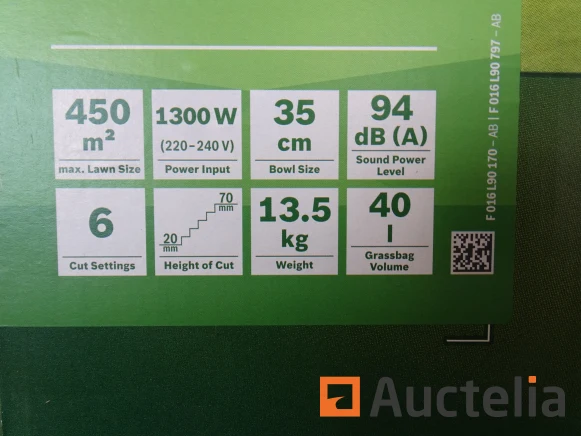 450
m²
max. Lawn Size
1300 W
(220-240 V)
Power Input
35
cm
Bowl Size
94
dB (A)
Sound Power
Level
6
Cut Settings
70
mm
20
mm
Height of Cut
13.5
kg
Weight
40
l
Grassbag
Volume
F 016 L90 170 - AB | F 016 L90 797 - AB
Auctelia